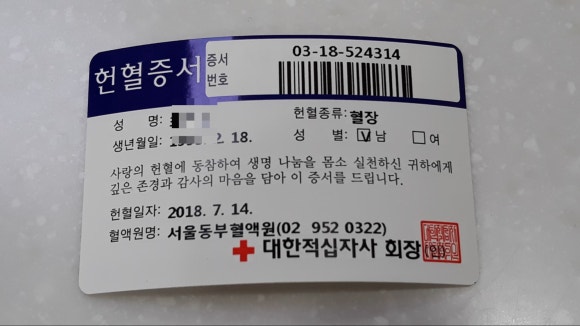 헌혈증서
증서
번호
03-18-524314
성 명:
헌혈종류: 혈장
생년월일: 2. 18.
성 별: ☑남 ☐여
사랑의 헌혈에 동참하여 생명 나눔을 몸소 실천하신 귀하에게
깊은 존경과 감사의 마음을 담아 이 증서를 드립니다.
헌혈일자: 2018. 7. 14.
혈액원명: 서울동부혈액원(02 952 0322)
대한적십자사 회장 (인)